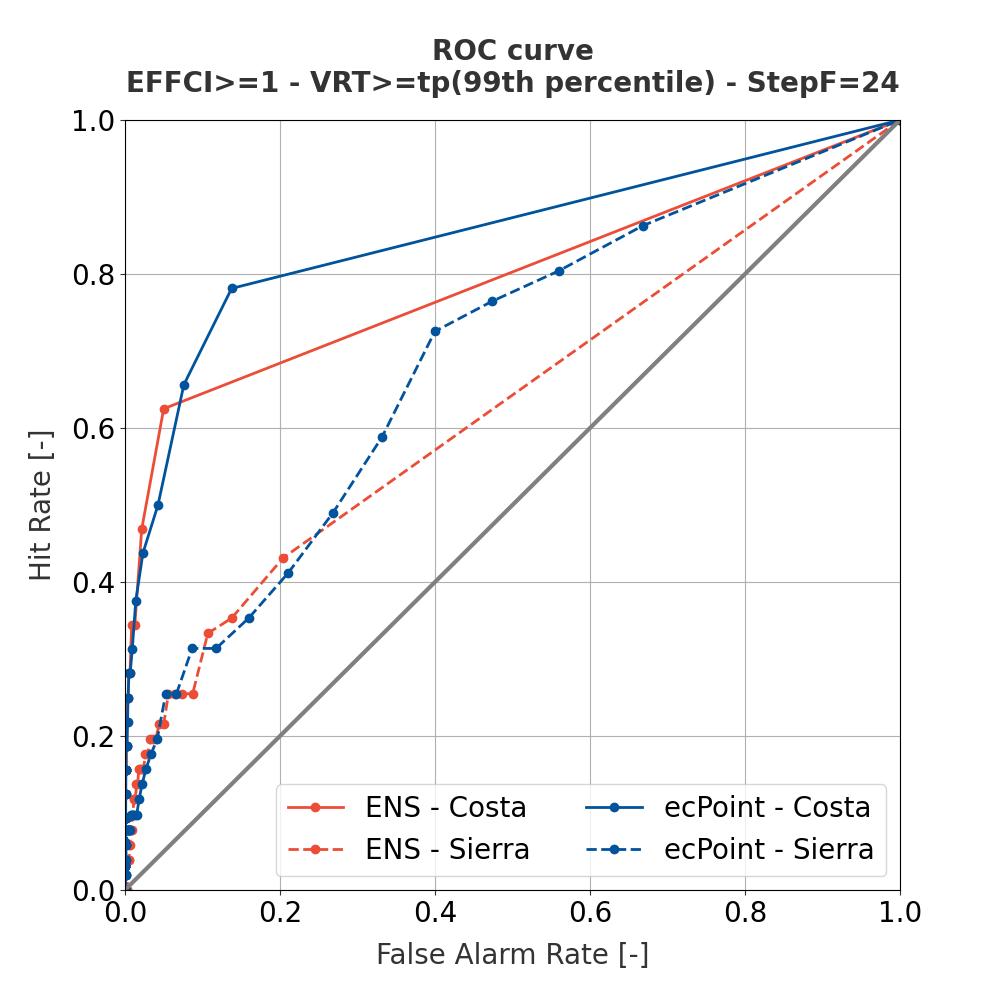 ROC curve
EFFCI>=1 - VRT>=tp(99th percentile) - StepF=24
1.0
0.8
0.6
0.4
0.2
0.0
Hit Rate [-]
ENS - Costa
ecPoint - Costa
ENS - Sierra
ecPoint - Sierra
0.0 0.2 0.4 0.6 0.8 1.0
False Alarm Rate [-]